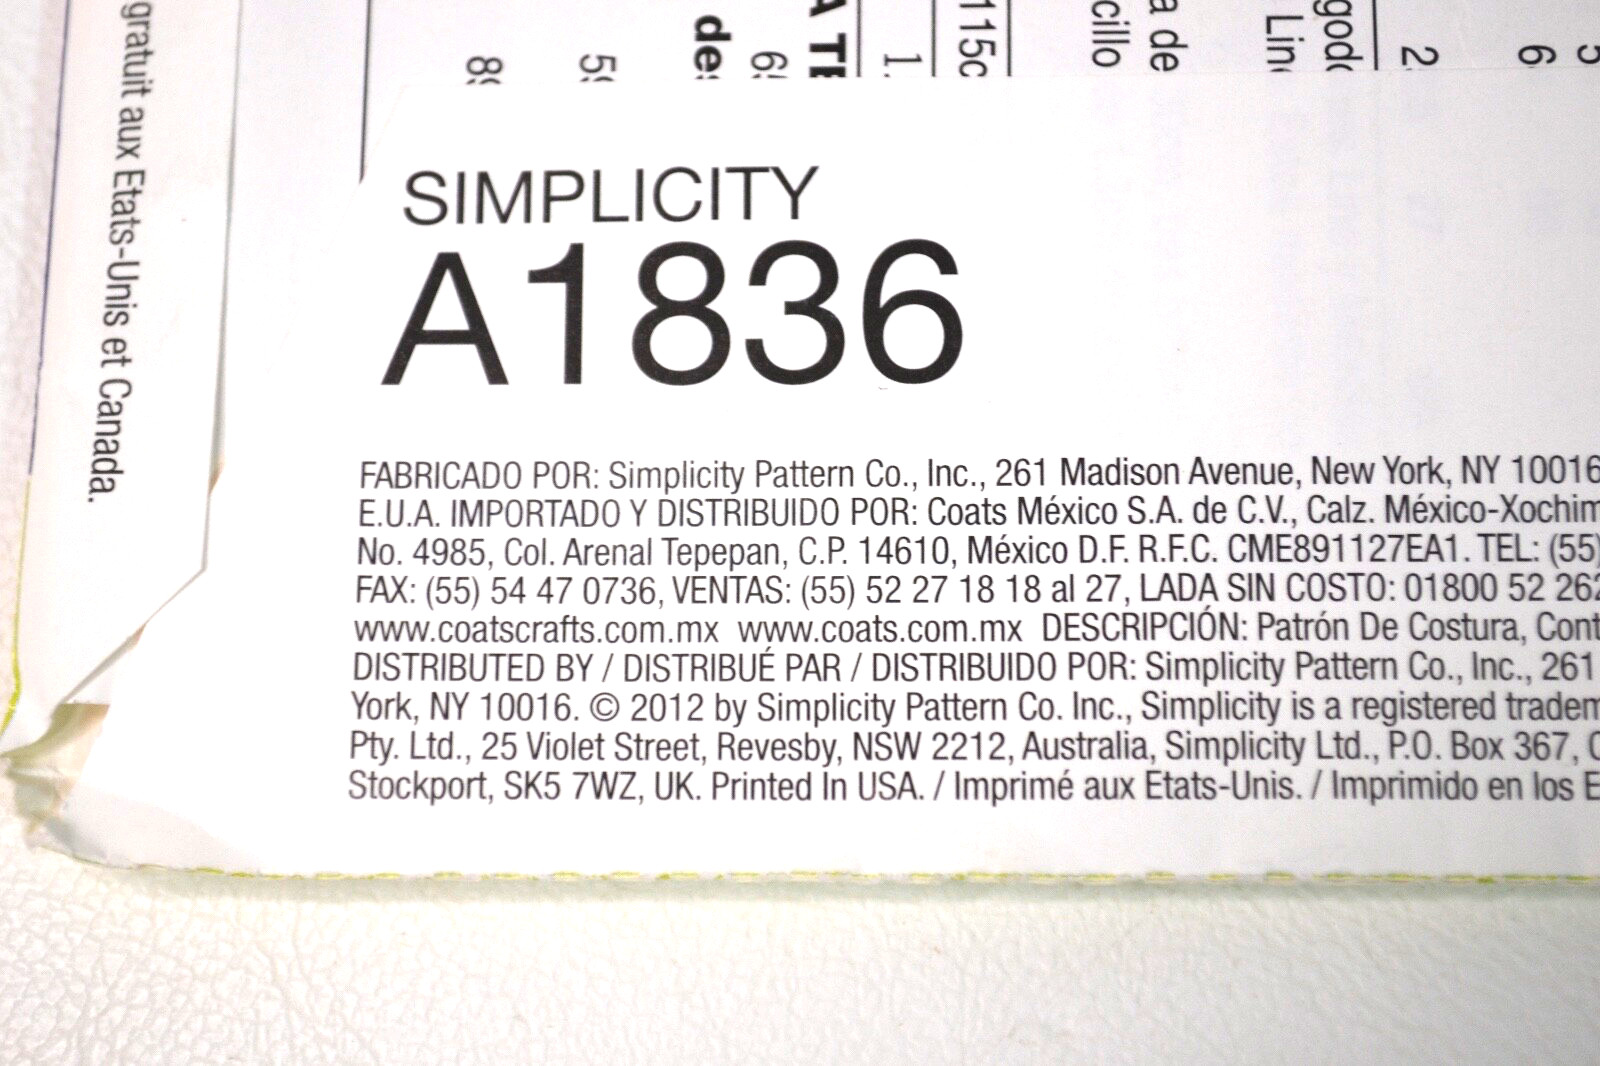 gratuit aux Etats-Unis et Canada.
A
115c
cillo
a de
2
6
5
SIMPLICITY
A1836
FABRICADO POR: Simplicity Pattern Co., Inc., 261 Madison Avenue, New York, NY 10016
E.U.A. IMPORTADO Y DISTRIBUIDO POR: Coats México S.A. de C.V., Calz. México-Xochim
No. 4985, Col. Arenal Tepepan, C.P. 14610, México D.F. R.F.C. CME891127EA1. TEL: (55)
FAX: (55) 54 47 0736, VENTAS: (55) 52 27 18 18 al 27, LADA SIN COSTO: 01800 52 262
www.coatscrafts.com.mx www.coats.com.mx DESCRIPCIÓN: Patrón De Costura, Cont
DISTRIBUTED BY / DISTRIBUÉ PAR / DISTRIBUIDO POR: Simplicity Pattern Co., Inc., 261
York, NY 10016. © 2012 by Simplicity Pattern Co. Inc., Simplicity is a registered tradem
Pty. Ltd., 25 Violet Street, Revesby, NSW 2212, Australia, Simplicity Ltd., P.O. Box 367,
Stockport, SK5 7WZ, UK. Printed In USA. / Imprimé aux Etats-Unis. / Imprimido en los E